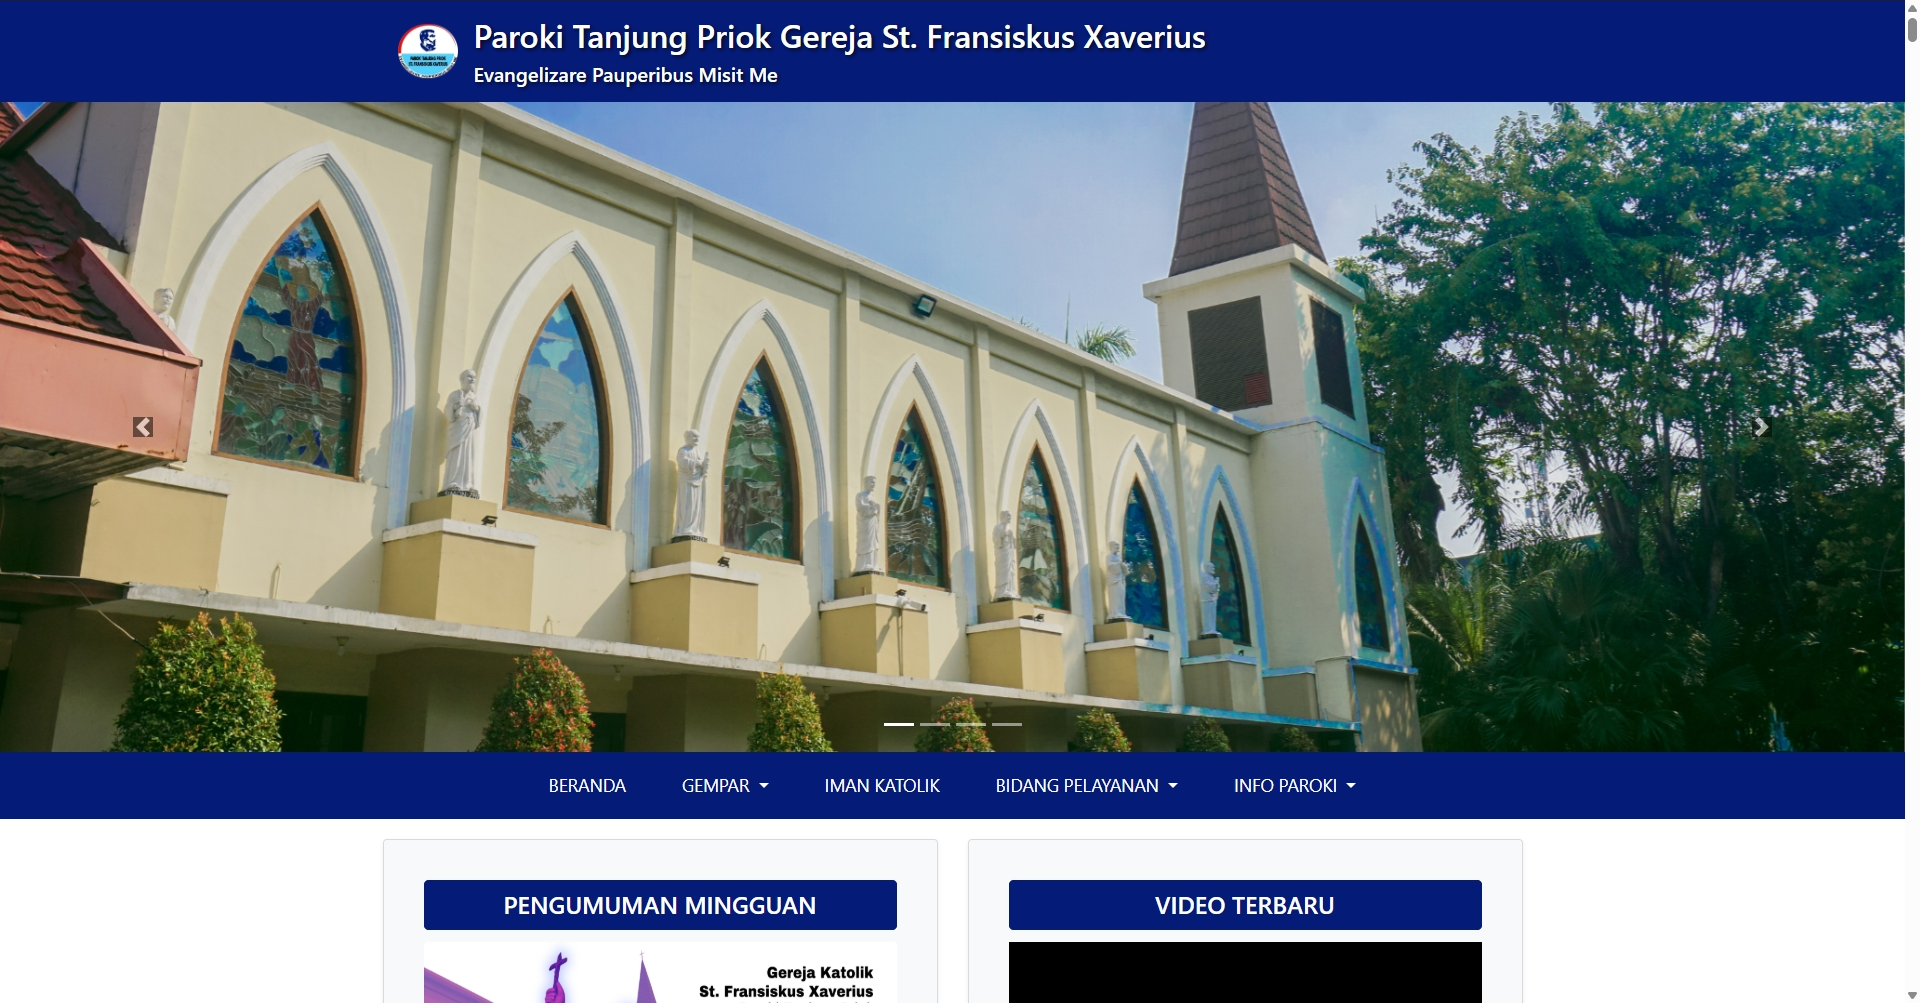 Paroki Tanjung Priok Gereja St. Fransiskus Xaverius
Evangelizare Pauperibus Misit Me
BERANDA
GEMPAR
IMAN KATOLIK
BIDANG PELAYANAN
INFO PAROKI
PENGUMUMAN MINGGUAN
VIDEO TERBARU
Gereja Katolik
St. Fransiskus Xaverius